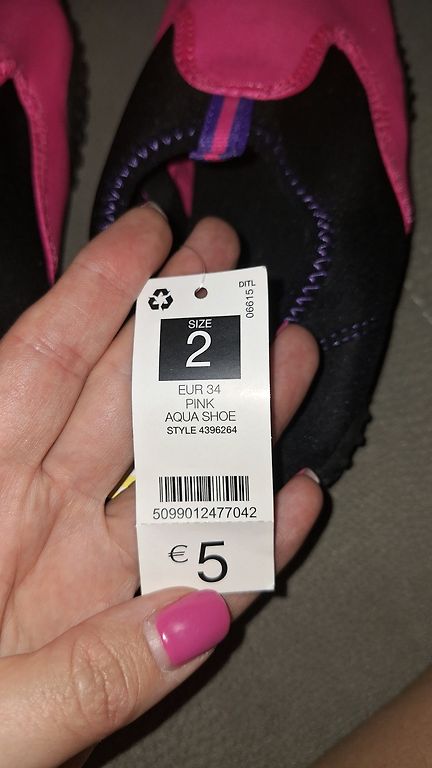 DITL
06615
SIZE
2
EUR 34
PINK
AQUA SHOE
STYLE 4396264
5099012477042
€5